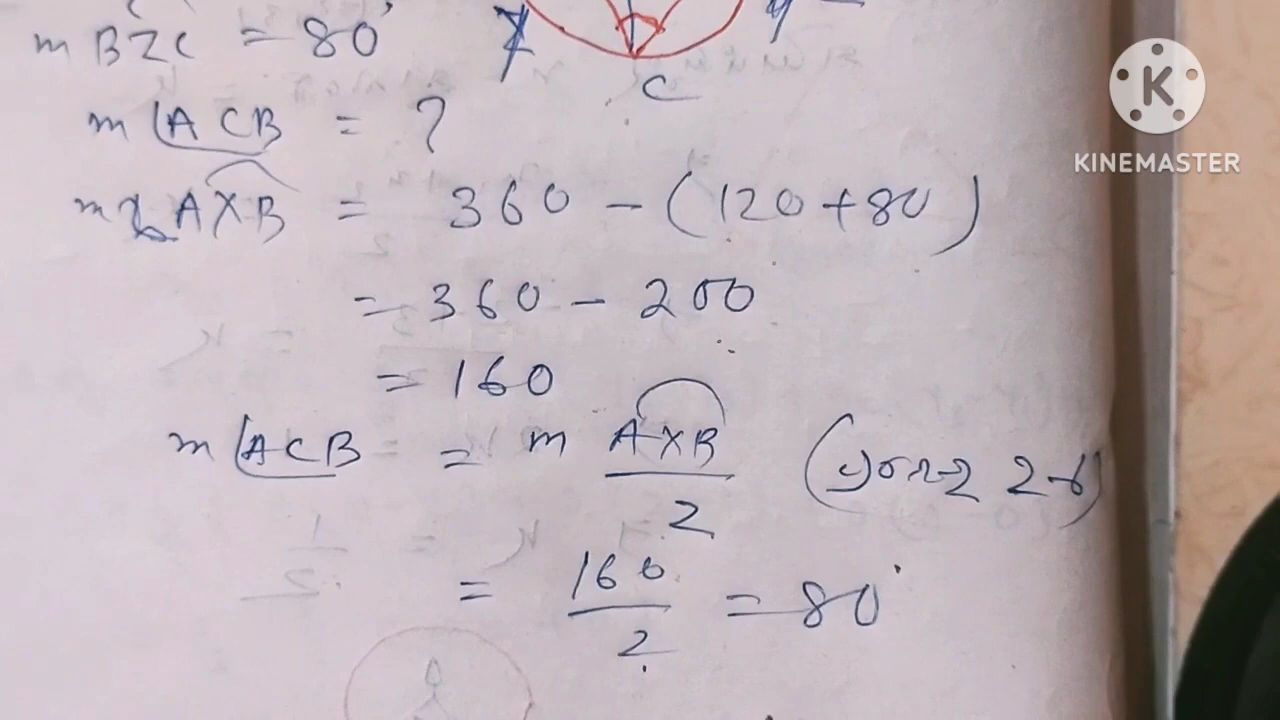 m BZC = 80°
C
m ∠ACB = ?
m AXB = 360 - (120 + 80)
= 360 - 200
= 160
m ∠ACB = m AXB / 2
= 160 / 2 = 80°
K
KINEMASTER